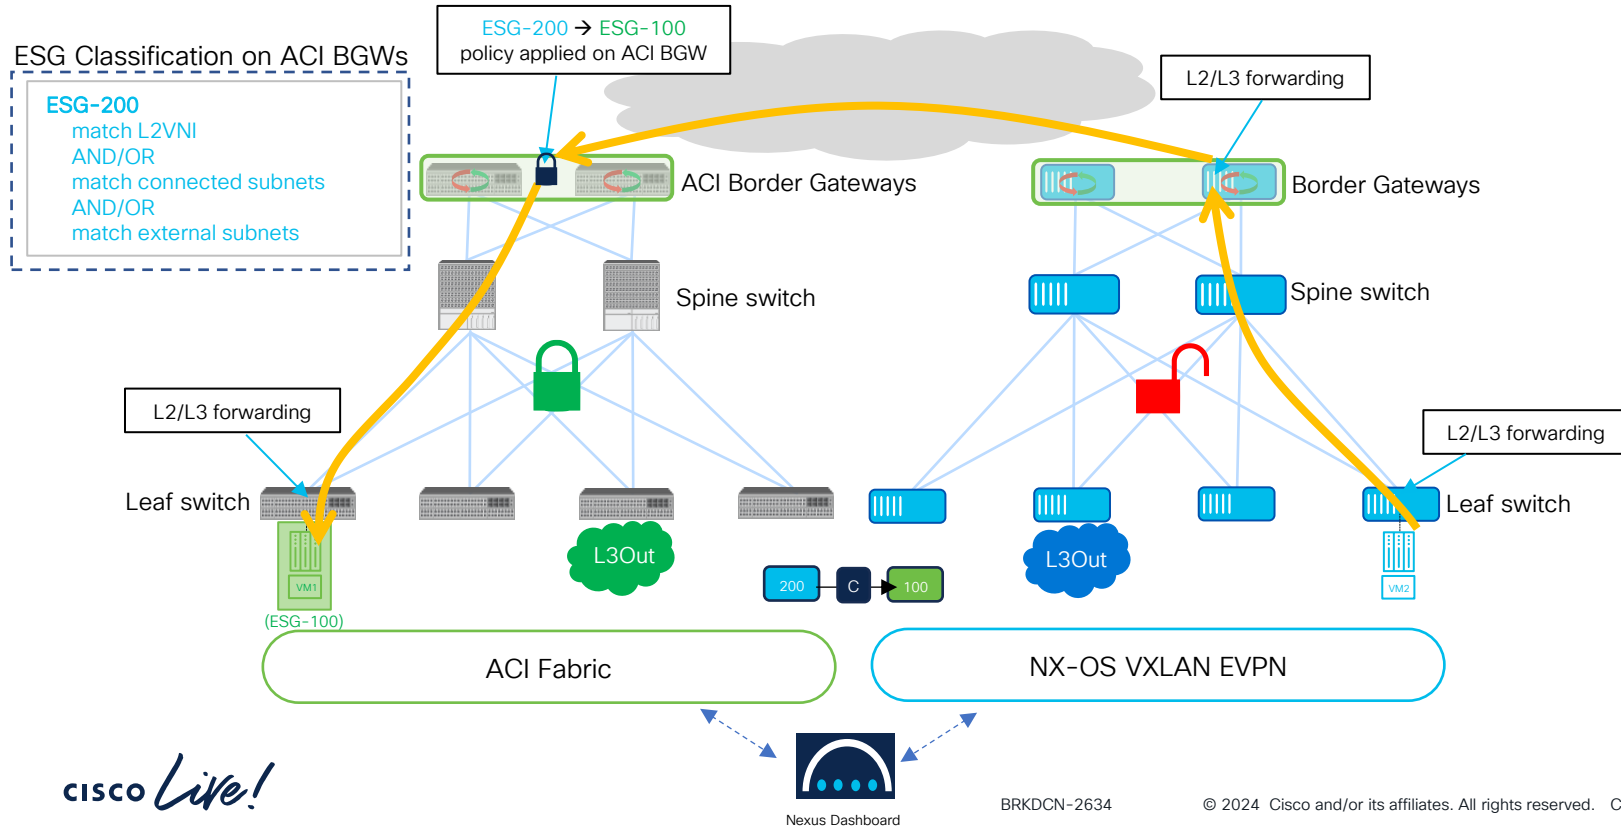 ESG-200 → ESG-100
policy applied on ACI BGW
ESG Classification on ACI BGWs
ESG-200
match L2VNI
AND/OR
match connected subnets
AND/OR
match external subnets
L2/L3 forwarding
ACI Border Gateways
Border Gateways
Spine switch
Spine switch
L2/L3 forwarding
L2/L3 forwarding
Leaf switch
Leaf switch
L3Out
L3Out
VM1
(ESG-100)
200
C
100
VM2
ACI Fabric
NX-OS VXLAN EVPN
Nexus Dashboard
CISCO Live!
BRKDCN-2634
© 2024 Cisco and/or its affiliates. All rights reserved. C